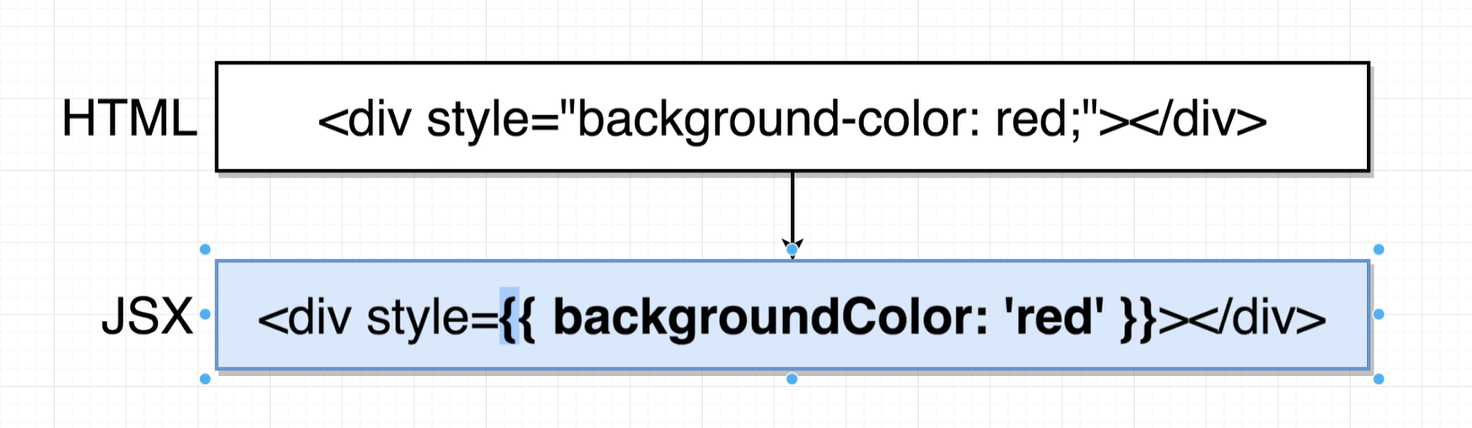 HTML
<div style="background-color: red;"></div>
JSX
<div style={{ backgroundColor: 'red' }}></div>